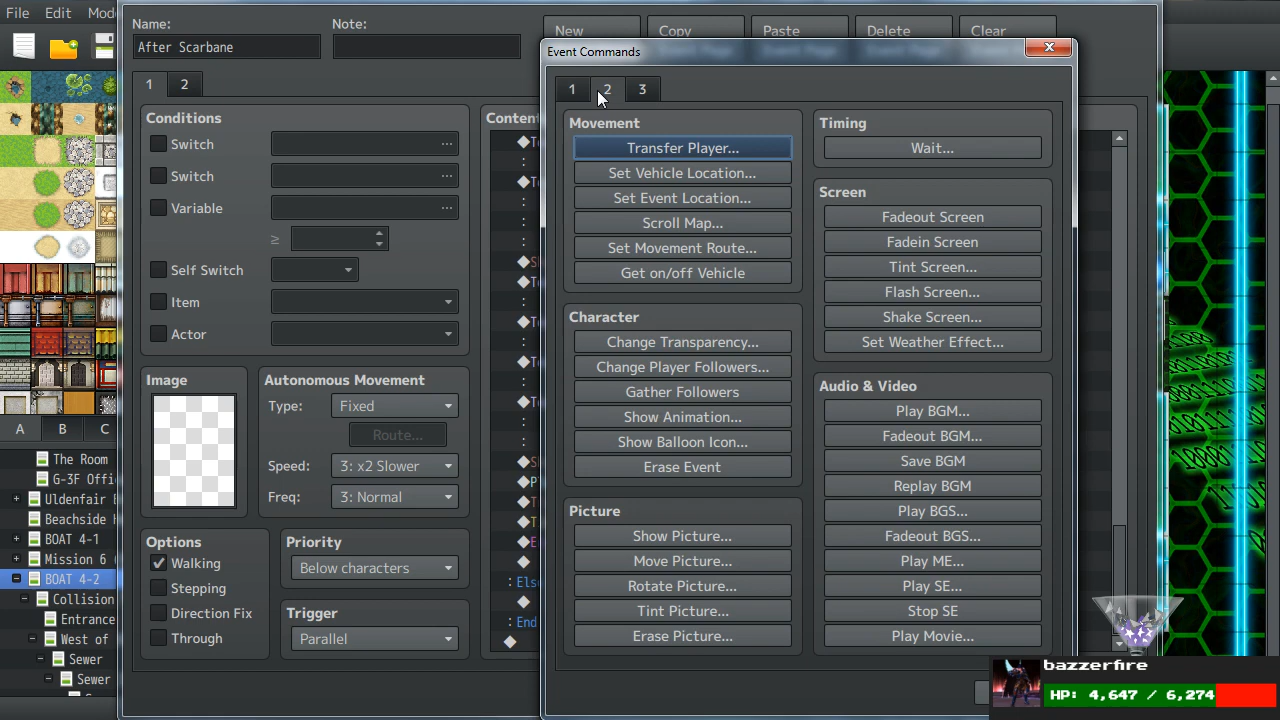 File Edit Mod
Name:
Note:
After Scarbane
New
Copy
Paste
Delete
Clear
1
2
Conditions
Switch
...
Switch
...
Variable
...
≥
Self Switch
Item
Actor
Image
Autonomous Movement
Type:
Fixed
Route...
Speed:
3: x2 Slower
Freq:
3: Normal
Options
Walking
Stepping
Direction Fix
Through
Priority
Below characters
Trigger
Parallel
A
B
C
The Room
G-3F Offi
Uldenfair
Beachside
BOAT 4-1
Mission 6
BOAT 4-2
Collision
Entrance
West of
Sewer
Sewer
Content
: Else
: End
Event Commands
1
2
3
Movement
Transfer Player...
Set Vehicle Location...
Set Event Location...
Scroll Map...
Set Movement Route...
Get on/off Vehicle
Character
Change Transparency...
Change Player Followers...
Gather Followers
Show Animation...
Show Balloon Icon...
Erase Event
Picture
Show Picture...
Move Picture...
Rotate Picture...
Tint Picture...
Erase Picture...
Timing
Wait...
Screen
Fadeout Screen
Fadein Screen
Tint Screen...
Flash Screen...
Shake Screen...
Set Weather Effect...
Audio & Video
Play BGM...
Fadeout BGM...
Save BGM
Replay BGM
Play BGS...
Fadeout BGS...
Play ME...
Play SE...
Stop SE
Play Movie...
bazzerfire
HP: 4,647 / 6,274